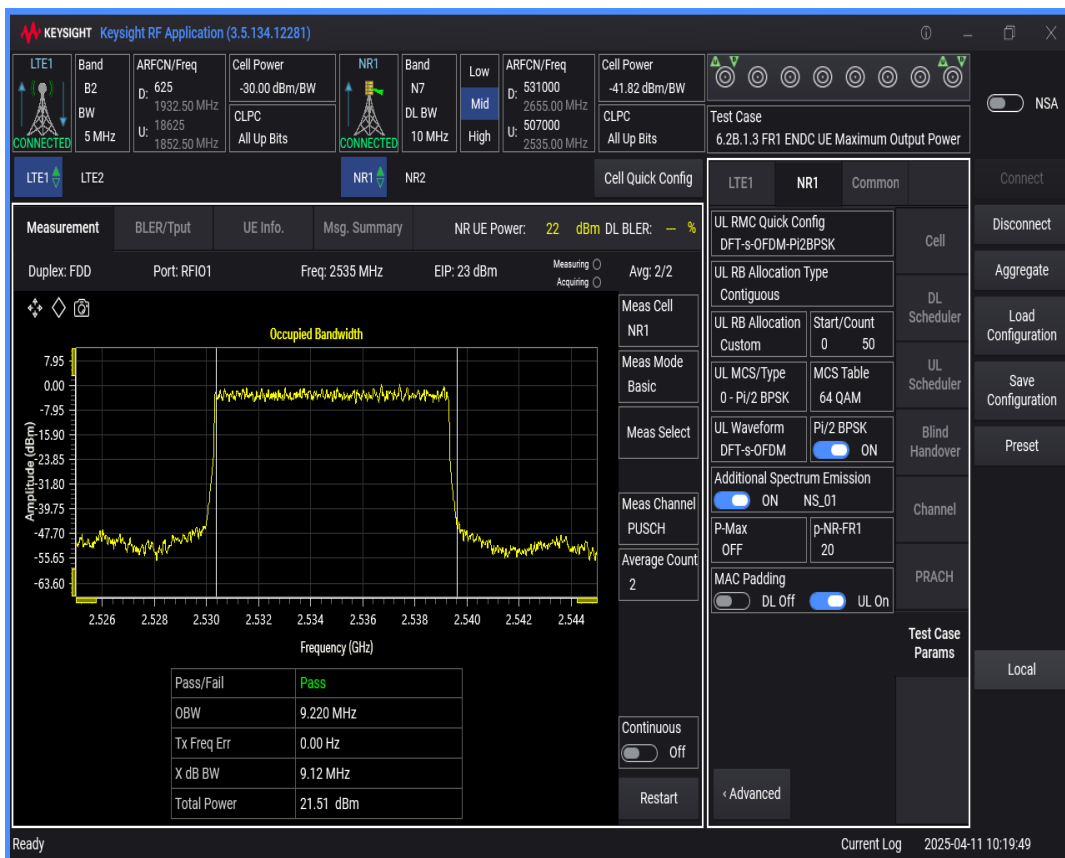 KEYSIGHT Keysight RF Application (3.5.134.12281)
LTE1
CONNECTED
Band
B2
BW
5 MHz
ARFCN/Freq
D: 625
1932.50 MHz
U: 18625
1852.50 MHz
Cell Power
-30.00 dBm/BW
CLPC
All Up Bits
NR1
CONNECTED
Band
N7
DL BW
10 MHz
Low
Mid
High
ARFCN/Freq
D: 531000
2655.00 MHz
U: 507000
2535.00 MHz
Cell Power
-41.82 dBm/BW
CLPC
All Up Bits
Test Case
6.2B.1.3 FR1 ENDC UE Maximum Output Power
NSA
LTE1 LTE2
NR1 NR2
Cell Quick Config
Measurement BLER/Tput UE Info. Msg. Summary NR UE Power: 22 dBm DL BLER: -- %
Duplex: FDD Port: RFIO1 Freq: 2535 MHz EIP: 23 dBm
Measuring
Acquiring
Avg: 2/2
Occupied Bandwidth
Amplitude (dBm)
7.95
0.00
-7.95
-15.90
-23.85
-31.80
-39.75
-47.70
-55.65
-63.60
2.526 2.528 2.530 2.532 2.534 2.536 2.538 2.540 2.542 2.544
Frequency (GHz)
Pass/Fail Pass
OBW 9.220 MHz
Tx Freq Err 0.00 Hz
X dB BW 9.12 MHz
Total Power 21.51 dBm
Meas Cell
NR1
Meas Mode
Basic
Meas Select
Meas Channel
PUSCH
Average Count
2
Continuous
Off
Restart
LTE1 NR1 Common
UL RMC Quick Config
DFT-s-OFDM-Pi2BPSK
UL RB Allocation Type
Contiguous
UL RB Allocation
Custom
Start/Count
0 50
UL MCS/Type
0 - Pi/2 BPSK
MCS Table
64 QAM
UL Waveform
DFT-s-OFDM
Pi/2 BPSK
ON
Additional Spectrum Emission
ON NS_01
P-Max
OFF
p-NR-FR1
20
MAC Padding
DL Off UL On
‹ Advanced
Cell
DL
Scheduler
UL
Scheduler
Blind
Handover
Channel
PRACH
Test Case
Params
Connect
Disconnect
Aggregate
Load
Configuration
Save
Configuration
Preset
Local
Ready
Current Log 2025-04-11 10:19:49